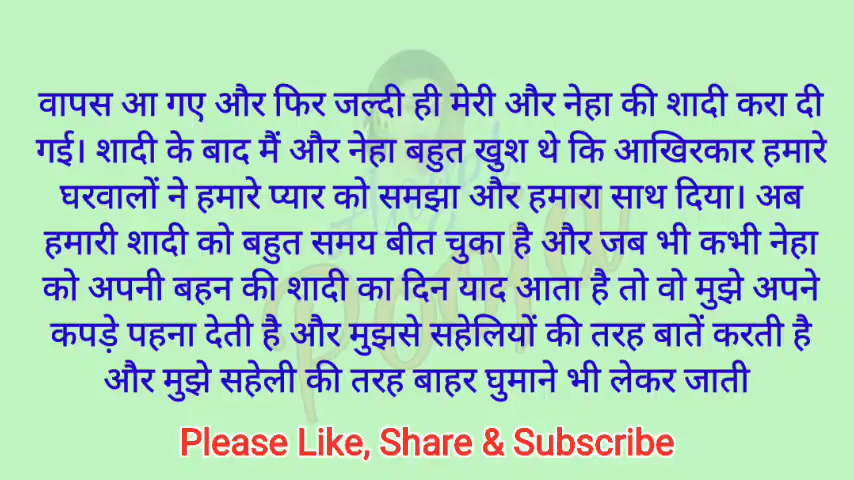 वापस आ गए और फिर जल्दी ही मेरी और नेहा की शादी करा दी
गई। शादी के बाद मैं और नेहा बहुत खुश थे कि आखिरकार हमारे
घरवालों ने हमारे प्यार को समझा और हमारा साथ दिया। अब
हमारी शादी को बहुत समय बीत चुका है और जब भी कभी नेहा
को अपनी बहन की शादी का दिन याद आता है तो वो मुझे अपने
कपड़े पहना देती है और मुझसे सहेलियों की तरह बातें करती है
और मुझे सहेली की तरह बाहर घुमाने भी लेकर जाती
Pooja
Please Like, Share & Subscribe